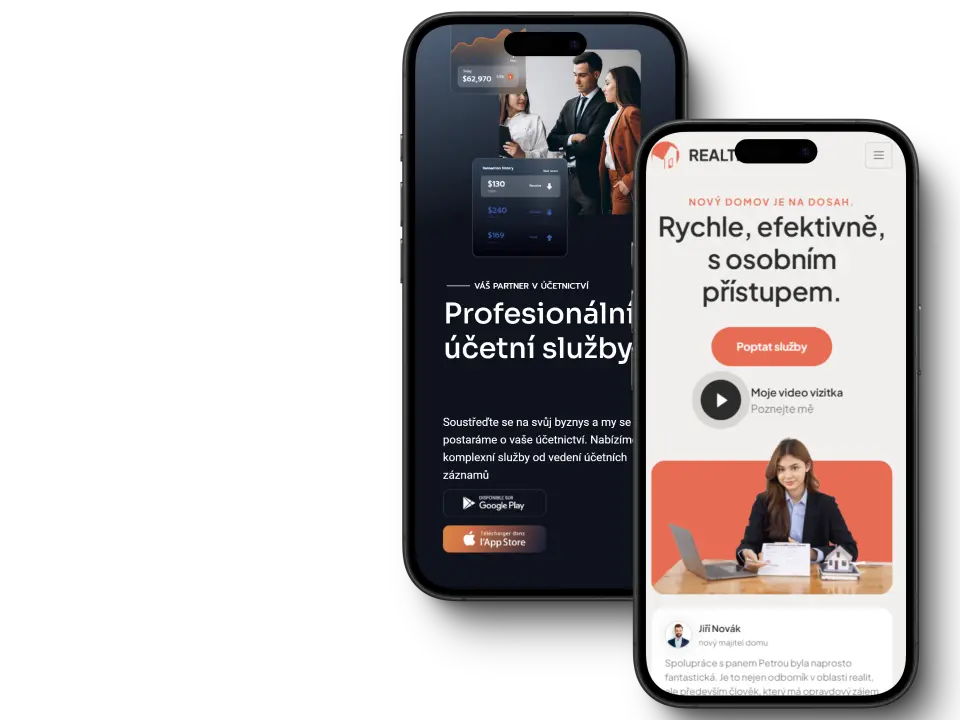 $62,970
Transaction history
$130
$240
$169
VÁŠ PARTNER V ÚČETNICTVÍ
Profesionální
účetní služby
Soustřeďte se na svůj byznys a my se
postaráme o vaše účetnictví. Nabízíme
komplexní služby od vedení účetních
záznamů
DISPONIBLE SUR
Google Play
Télécharger dans
l'App Store
REALT
NOVÝ DOMOV JE NA DOSAH.
Rychle, efektivně,
s osobním
přístupem.
Poptat služby
Moje video vizitka
Poznejte mě
Jiří Novák
nový majitel domu
Spolupráce s panem Petrou byla naprosto
fantastická. Je to nejen odborník v oblasti realit,
ale především člověk, který má opravdový zájem